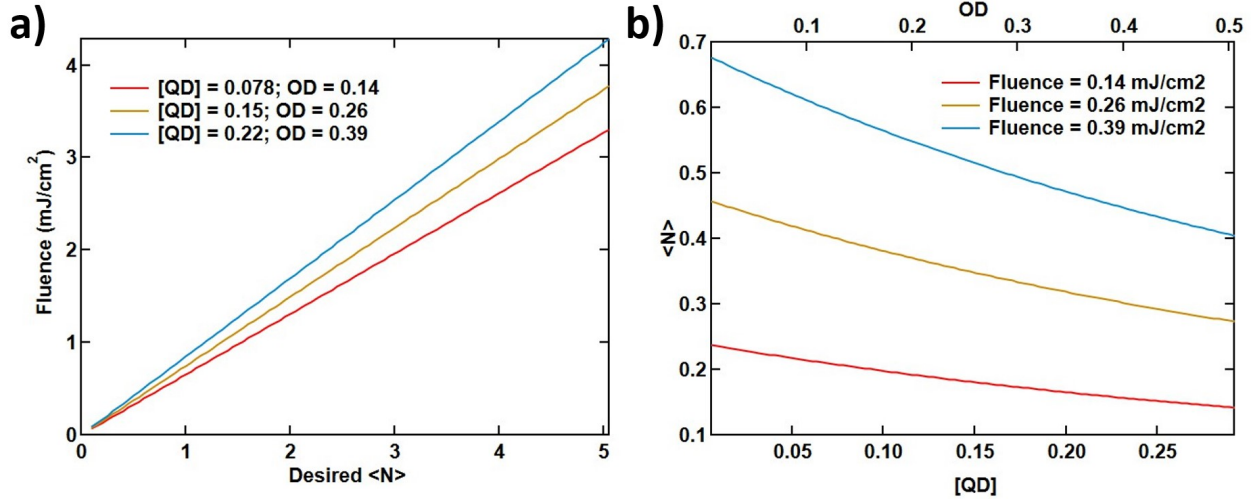 a)
Fluence (mJ/cm²)
4
3
2
1
0
[QD] = 0.078; OD = 0.14
[QD] = 0.15; OD = 0.26
[QD] = 0.22; OD = 0.39
0 1 2 3 4 5
Desired <N>
b)
OD
0.1 0.2 0.3 0.4 0.5
<N>
0.7
0.6
0.5
0.4
0.3
0.2
0.1
Fluence = 0.14 mJ/cm2
Fluence = 0.26 mJ/cm2
Fluence = 0.39 mJ/cm2
0.05 0.10 0.15 0.20 0.25
[QD]